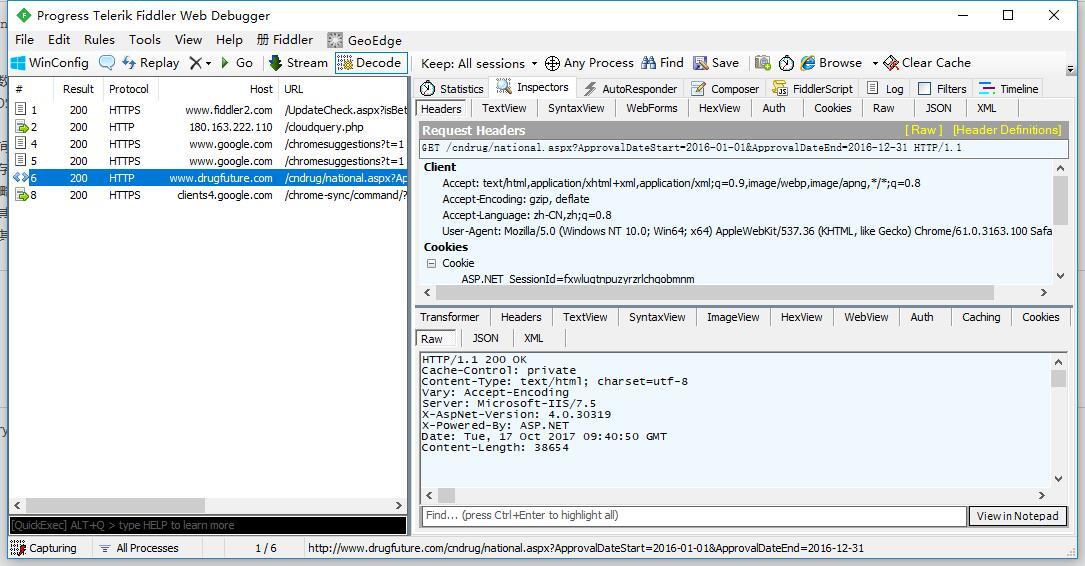 Progress Telerik Fiddler Web Debugger
File Edit Rules Tools View Help 册 Fiddler GeoEdge
WinConfig Replay Go Stream Decode Keep: All sessions Any Process Find Save Browse Clear Cache
# Result Protocol Host URL
1 200 HTTPS www.fiddler2.com /UpdateCheck.aspx?isBet
2 200 HTTP 180.163.222.110 /cloudquery.php
4 200 HTTPS www.google.com /chromesuggestions?t=1
5 200 HTTPS www.google.com /chromesuggestions?t=1
6 200 HTTP www.drugfuture.com /cndrug/national.aspx?Ap
8 200 HTTPS clients4.google.com /chrome-sync/command/?
Statistics Inspectors AutoResponder Composer FiddlerScript Log Filters Timeline
Headers TextView SyntaxView WebForms HexView Auth Cookies Raw JSON XML
Request Headers [ Raw ] [Header Definitions]
GET /cndrug/national.aspx?ApprovalDateStart=2016-01-01&ApprovalDateEnd=2016-12-31 HTTP/1.1
Client
Accept: text/html,application/xhtml+xml,application/xml;q=0.9,image/webp,image/apng,*/*;q=0.8
Accept-Encoding: gzip, deflate
Accept-Language: zh-CN,zh;q=0.8
User-Agent: Mozilla/5.0 (Windows NT 10.0; Win64; x64) AppleWebKit/537.36 (KHTML, like Gecko) Chrome/61.0.3163.100 Safa
Cookies
Cookie
ASP.NET_SessionId=fxwlugtnpuzyrzrlchqobmnm
Transformer Headers TextView SyntaxView ImageView HexView WebView Auth Caching Cookies
Raw JSON XML
HTTP/1.1 200 OK
Cache-Control: private
Content-Type: text/html; charset=utf-8
Vary: Accept-Encoding
Server: Microsoft-IIS/7.5
X-AspNet-Version: 4.0.30319
X-Powered-By: ASP.NET
Date: Tue, 17 Oct 2017 09:40:50 GMT
Content-Length: 38654
Find... (press Ctrl+Enter to highlight all) View in Notepad
[QuickExec] ALT+Q > type HELP to learn more
Capturing All Processes 1 / 6 http://www.drugfuture.com/cndrug/national.aspx?ApprovalDateStart=2016-01-01&ApprovalDateEnd=2016-12-31